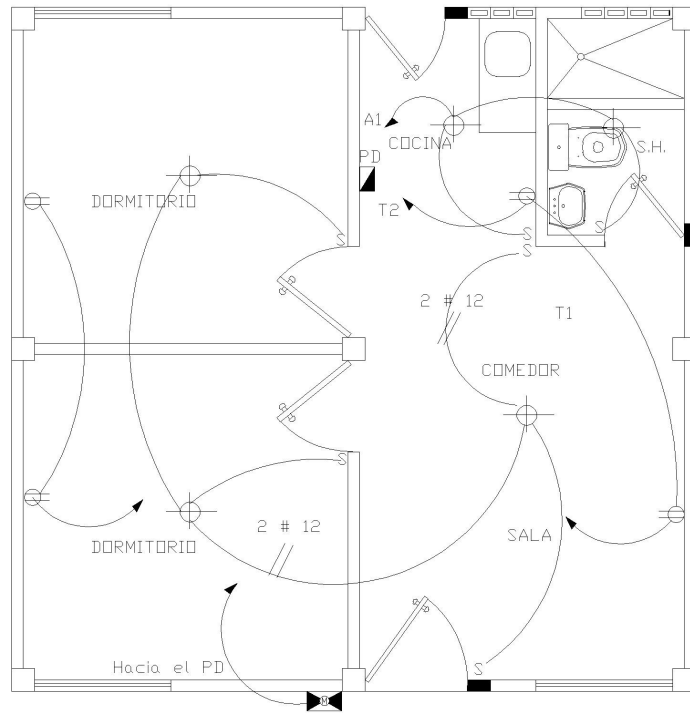 A1
COCINA
PD
S.H.
DORMITORIO
T2
S
S
S
S
2 # 12
T1
COMEDOR
S
2 # 12
SALA
DORMITORIO
Hacia el PD
S
M